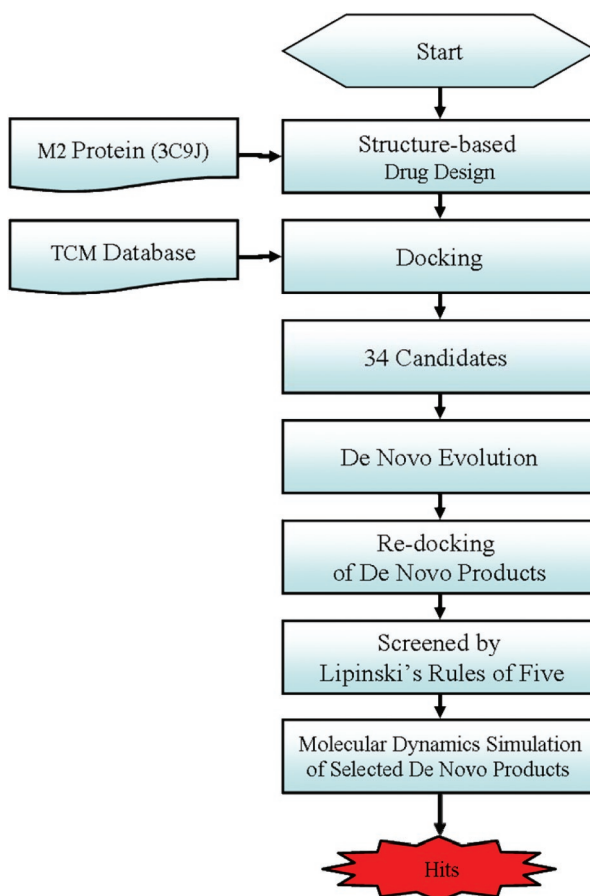 Start
M2 Protein (3C9J)
Structure-based
Drug Design
TCM Database
Docking
34 Candidates
De Novo Evolution
Re-docking
of De Novo Products
Screened by
Lipinski's Rules of Five
Molecular Dynamics Simulation
of Selected De Novo Products
Hits